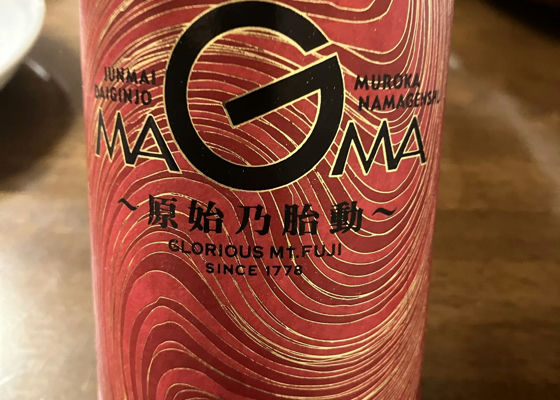 JUNMAI
DAIGINJO
MUROKA
NAMAGENSHU
MAGMA
~原始乃胎動~
GLORIOUS MT.FUJI
SINCE 1778